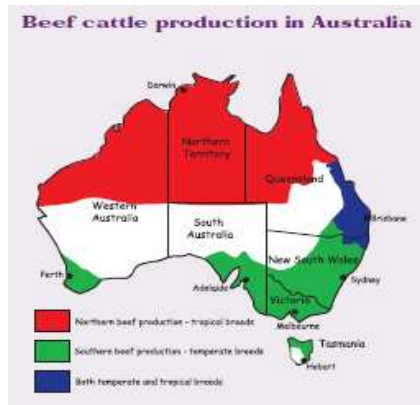 Beef cattle production in Australia
Darwin
Northern
Territory
Queensland
Western
Australia
South
Australia
Brisbane
New South Wales
Perth
Adelaide
Sydney
Victoria
Melbourne
Tasmania
Hobart
Northern beef production - tropical breeds
Southern beef production - temperate breeds
Both temperate and tropical breeds